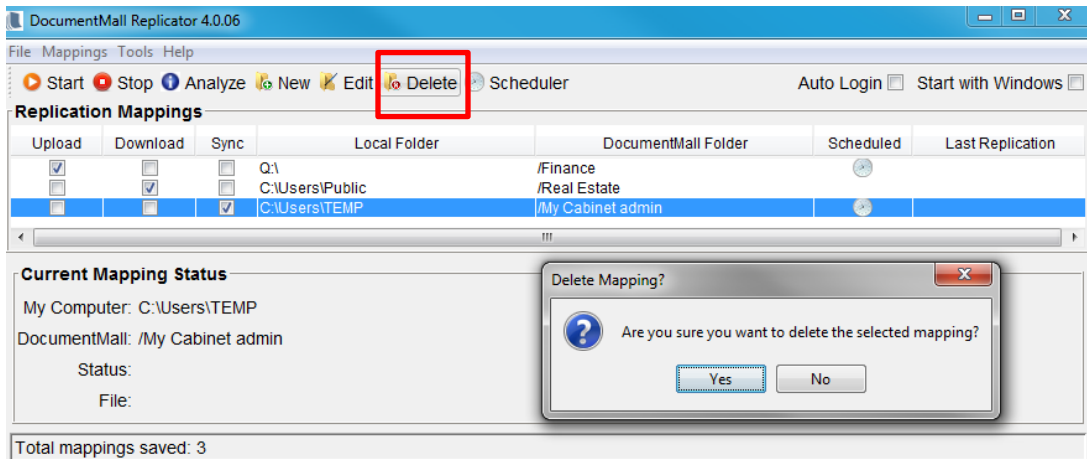 DocumentMall Replicator 4.0.06
File Mappings Tools Help
Start Stop Analyze New Edit Delete Scheduler Auto Login Start with Windows
Replication Mappings
Upload Download Sync Local Folder DocumentMall Folder Scheduled Last Replication
Q:\ /Finance
C:\Users\Public /Real Estate
C:\Users\TEMP /My Cabinet admin
Current Mapping Status
My Computer: C:\Users\TEMP
DocumentMall: /My Cabinet admin
Status:
File:
Delete Mapping?
Are you sure you want to delete the selected mapping?
Yes No
Total mappings saved: 3